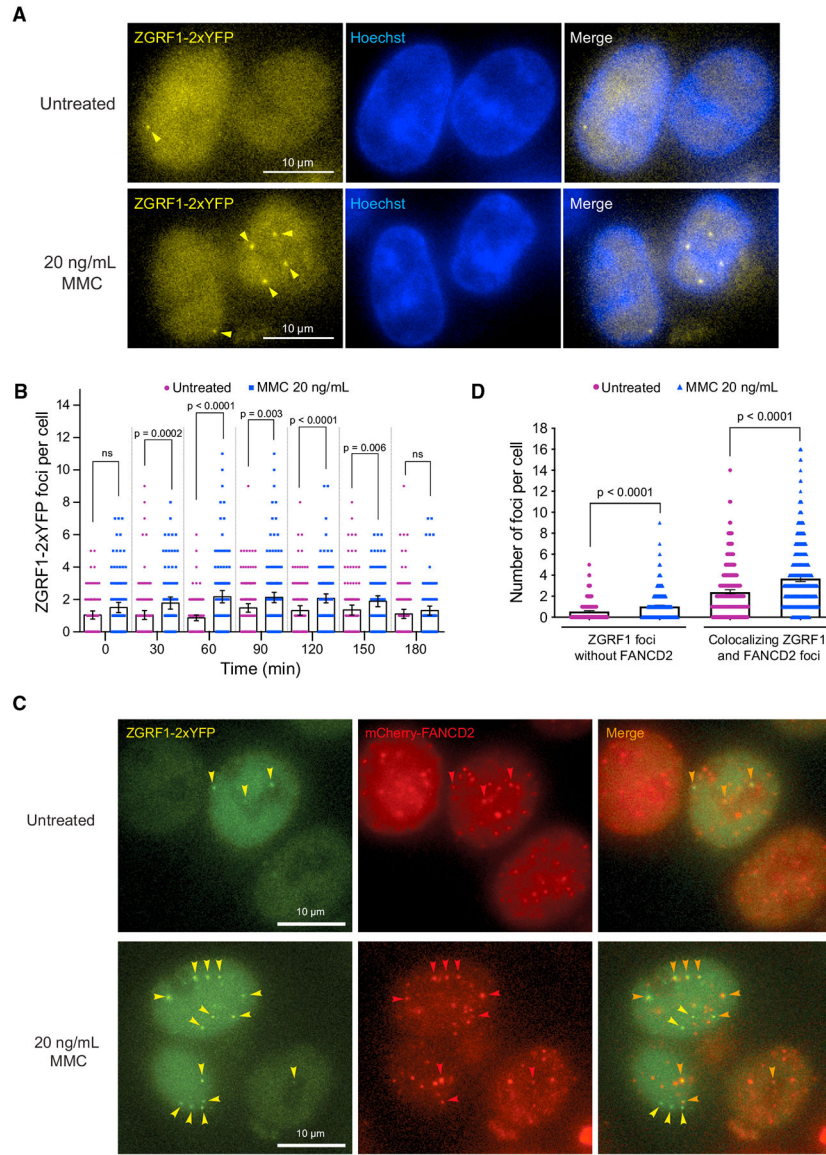 A
ZGRF1-2xYFP
Hoechst
Merge
Untreated
10 µm
ZGRF1-2xYFP
Hoechst
Merge
20 ng/mL
MMC
10 µm
B
Untreated
MMC 20 ng/mL
ZGRF1-2xYFP foci per cell
14
12
10
8
6
4
2
0
ns
p = 0.0002
p < 0.0001
p = 0.003
p < 0.0001
p = 0.006
ns
0
30
60
90
120
150
180
Time (min)
D
Untreated
MMC 20 ng/mL
Number of foci per cell
18
16
14
12
10
8
6
4
2
0
p < 0.0001
p < 0.0001
ZGRF1 foci
without FANCD2
Colocalizing ZGRF1
and FANCD2 foci
C
ZGRF1-2xYFP
mCherry-FANCD2
Merge
Untreated
10 µm
20 ng/mL
MMC
10 µm